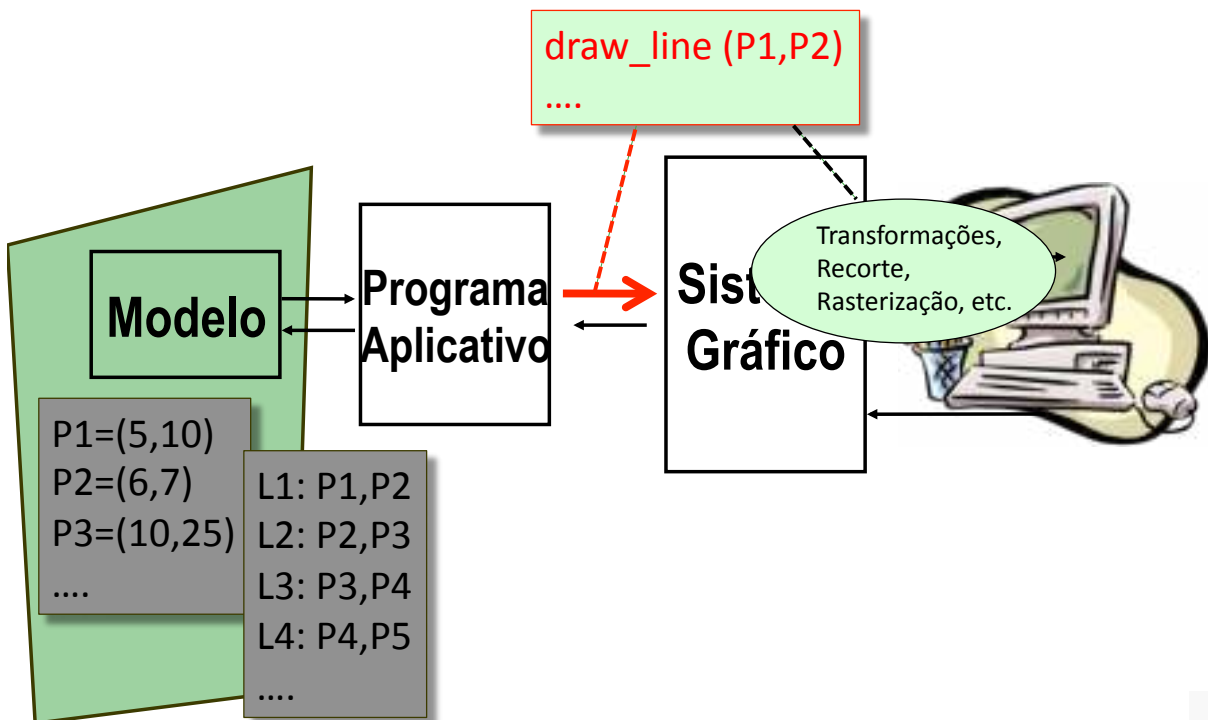 draw_line (P1,P2)
....
Modelo
Programa
Aplicativo
Gráfico
Transformações,
Recorte,
Rasterização, etc.
P1=(5,10)
P2=(6,7)
P3=(10,25)
....
L1: P1,P2
L2: P2,P3
L3: P3,P4
L4: P4,P5
....